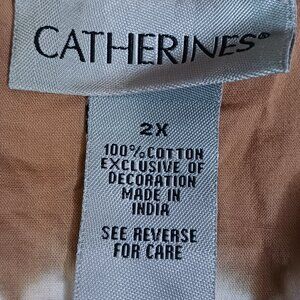 CATHERINES®
2X
100% COTTON
EXCLUSIVE OF
DECORATION
MADE IN
INDIA
SEE REVERSE
FOR CARE